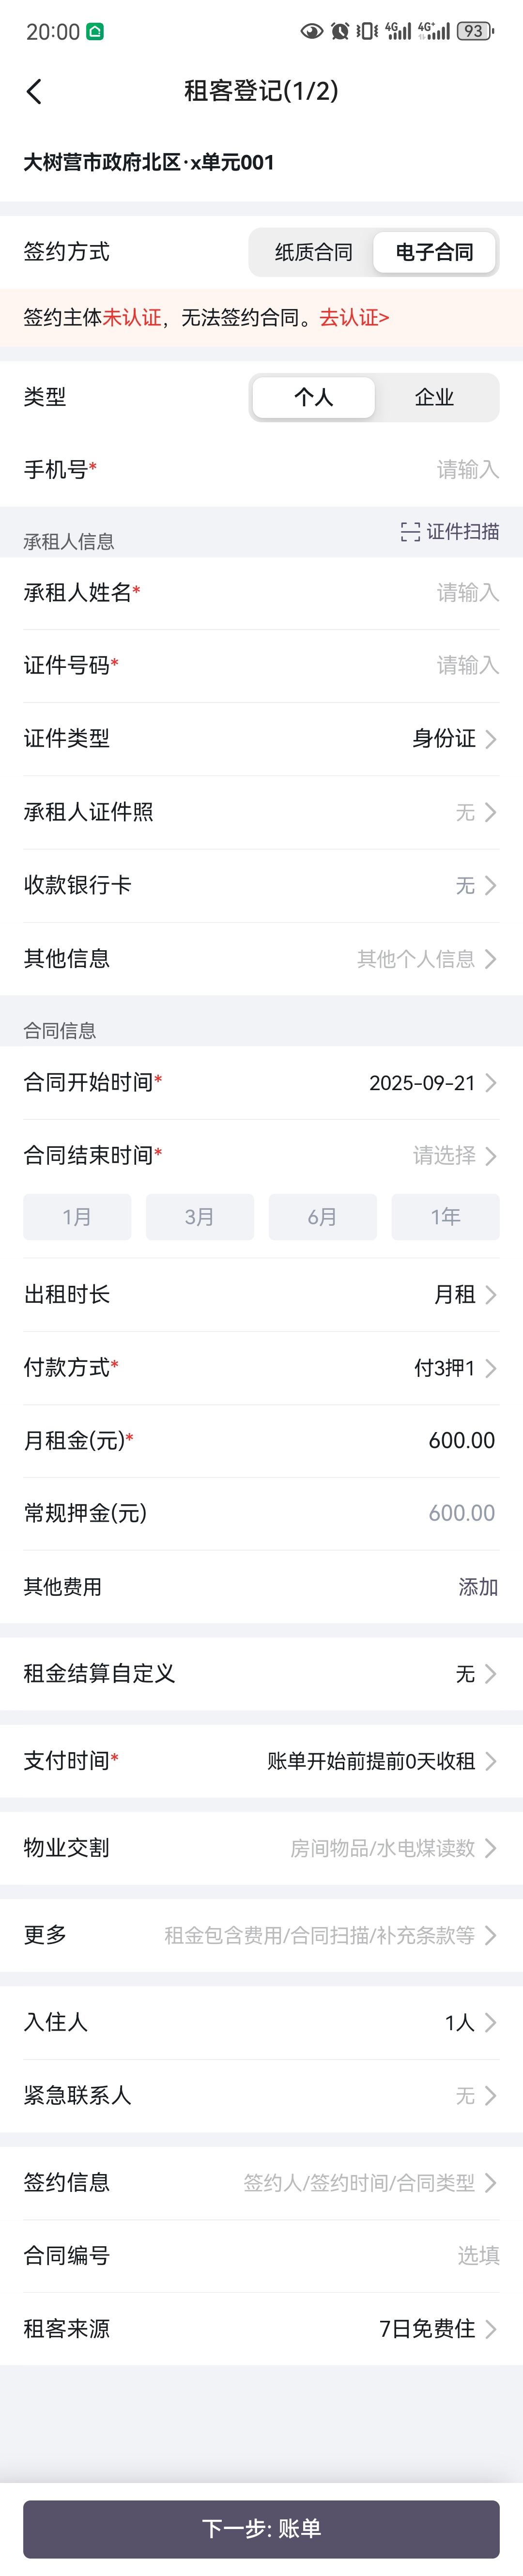 20:00 4G 4G⁺ 93
租客登记(1/2)
大树营市政府北区·x单元001
签约方式 纸质合同 电子合同
签约主体未认证，无法签约合同。去认证>
类型 个人 企业
手机号* 请输入
承租人信息 证件扫描
承租人姓名* 请输入
证件号码* 请输入
证件类型 身份证
承租人证件照 无
收款银行卡 无
其他信息 其他个人信息
合同信息
合同开始时间* 2025-09-21
合同结束时间* 请选择
1月 3月 6月 1年
出租时长 月租
付款方式* 付3押1
月租金(元)* 600.00
常规押金(元) 600.00
其他费用 添加
租金结算自定义 无
支付时间* 账单开始前提前0天收租
物业交割 房间物品/水电煤读数
更多 租金包含费用/合同扫描/补充条款等
入住人 1人
紧急联系人 无
签约信息 签约人/签约时间/合同类型
合同编号 选填
租客来源 7日免费住
下一步: 账单